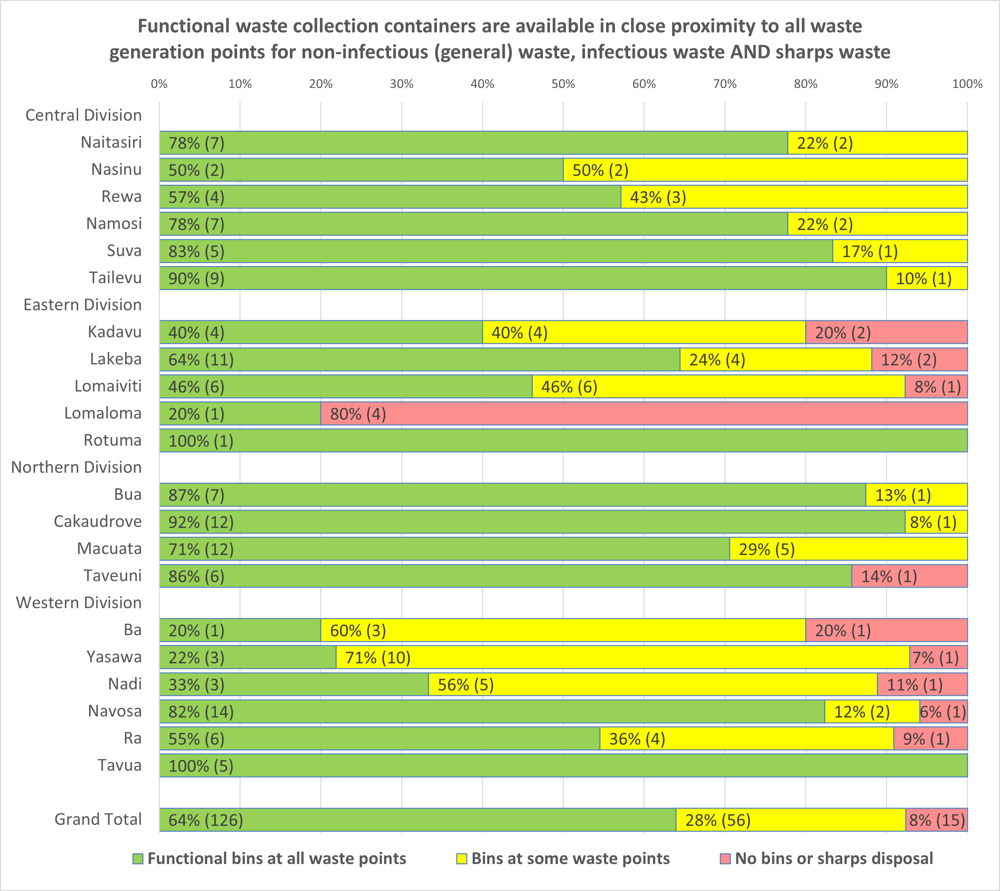 Functional waste collection containers are available in close proximity to all waste
generation points for non-infectious (general) waste, infectious waste AND sharps waste
0% 10% 20% 30% 40% 50% 60% 70% 80% 90% 100%
Central Division
Naitasiri 78% (7) 22% (2)
Nasinu 50% (2) 50% (2)
Rewa 57% (4) 43% (3)
Namosi 78% (7) 22% (2)
Suva 83% (5) 17% (1)
Tailevu 90% (9) 10% (1)
Eastern Division
Kadavu 40% (4) 40% (4) 20% (2)
Lakeba 64% (11) 24% (4) 12% (2)
Lomaiviti 46% (6) 46% (6) 8% (1)
Lomaloma 20% (1) 80% (4)
Rotuma 100% (1)
Northern Division
Bua 87% (7) 13% (1)
Cakaudrove 92% (12) 8% (1)
Macuata 71% (12) 29% (5)
Taveuni 86% (6) 14% (1)
Western Division
Ba 20% (1) 60% (3) 20% (1)
Yasawa 22% (3) 71% (10) 7% (1)
Nadi 33% (3) 56% (5) 11% (1)
Navosa 82% (14) 12% (2) 6% (1)
Ra 55% (6) 36% (4) 9% (1)
Tavua 100% (5)
Grand Total 64% (126) 28% (56) 8% (15)
Functional bins at all waste points Bins at some waste points No bins or sharps disposal